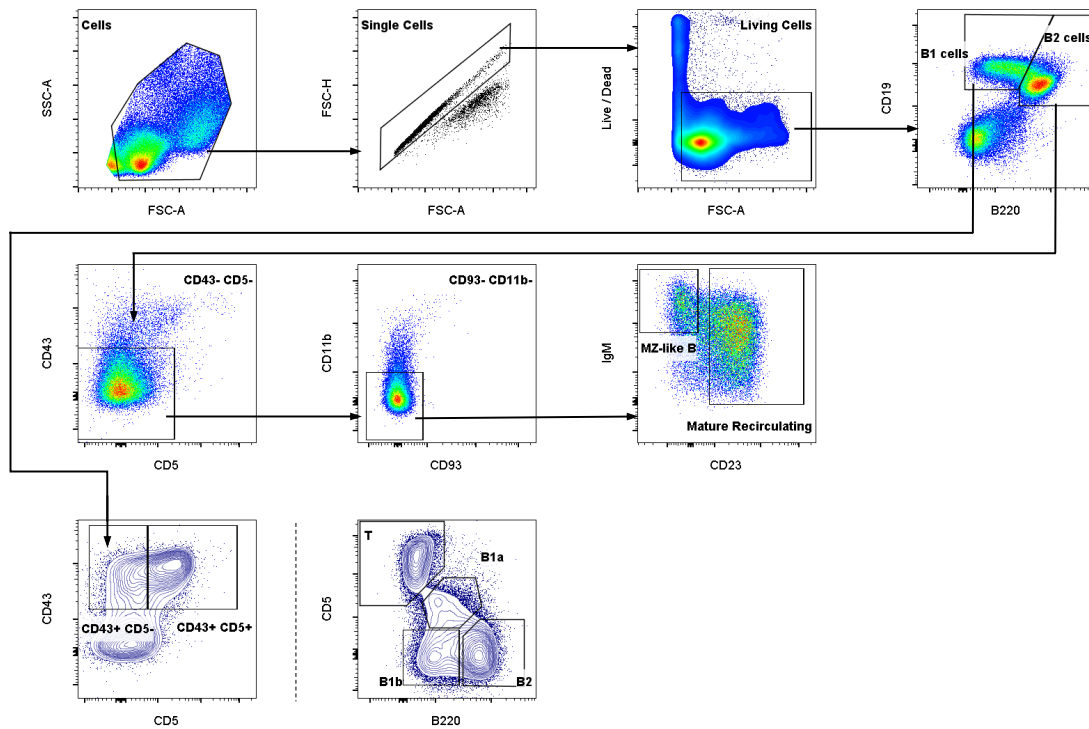 Cells
SSC-A
FSC-A
Single Cells
FSC-H
FSC-A
Living Cells
Live / Dead
FSC-A
B2 cells
B1 cells
CD19
B220
CD43- CD5-
CD43
CD5
CD93- CD11b-
CD11b
CD93
MZ-like B
IgM
Mature Recirculating
CD23
CD43
CD43+ CD5-
CD43+ CD5+
CD5
T
B1a
CD5
B1b
B2
B220